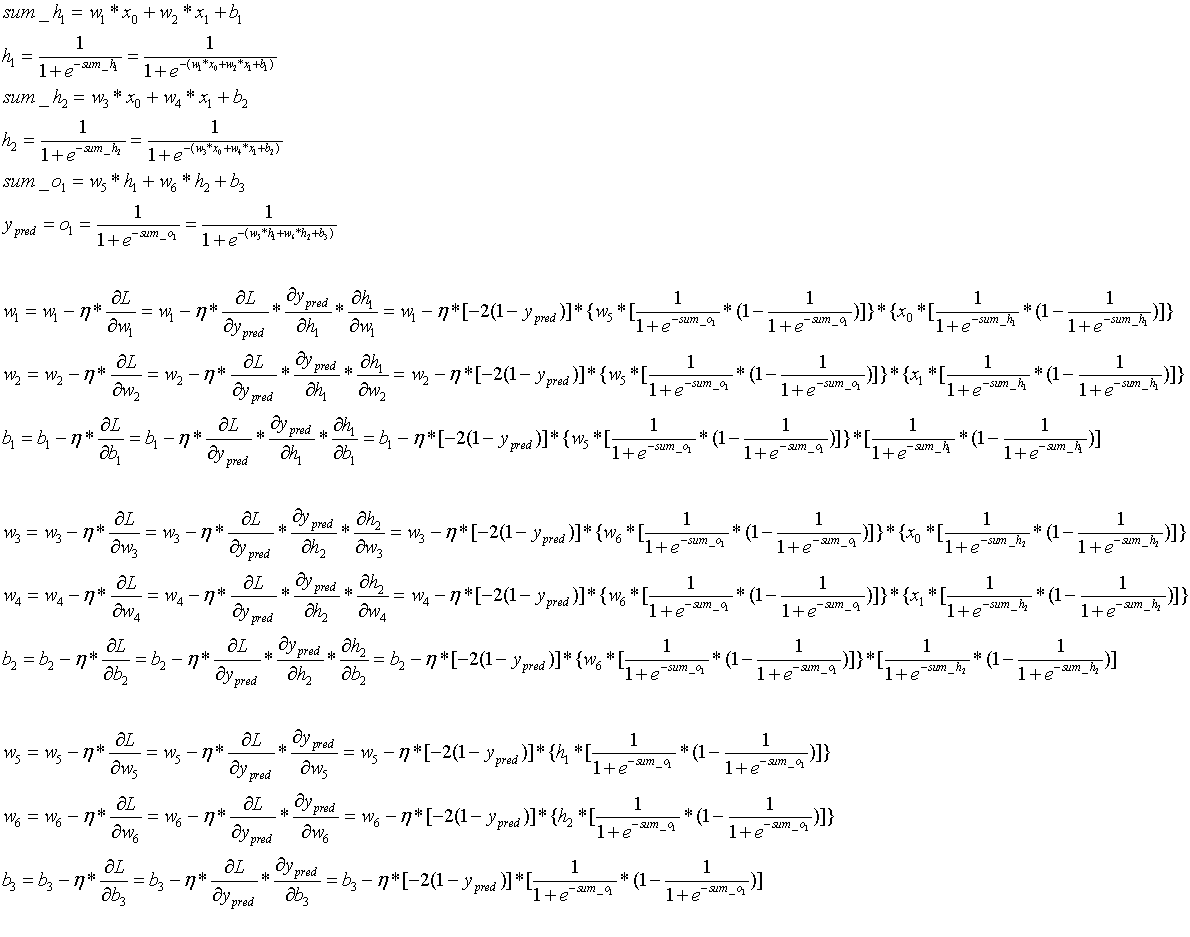 sum_h₁ = w₁*x₀ + w₂*x₁ + b₁
h₁ = 1/(1+e^(−sum_h₁)) = 1/(1+e^(−(w₁*x₀+w₂*x₁+b₁)))
sum_h₂ = w₃*x₀ + w₄*x₁ + b₂
h₂ = 1/(1+e^(−sum_h₂)) = 1/(1+e^(−(w₃*x₀+w₄*x₁+b₂)))
sum_o₁ = w₅*h₁ + w₆*h₂ + b₃
y_pred = o₁ = 1/(1+e^(−sum_o₁)) = 1/(1+e^(−(w₅*h₁+w₆*h₂+b₃)))
w₁ = w₁ − η*∂L/∂w₁ = w₁ − η*∂L/∂y_pred*∂y_pred/∂h₁*∂h₁/∂w₁ = w₁ − η*[−2(1−y_pred)]*{w₅*[1/(1+e^(−sum_o₁))*(1−1/(1+e^(−sum_o₁)))]}*{x₀*[1/(1+e^(−sum_h₁))*(1−1/(1+e^(−sum_h₁)))]}
w₂ = w₂ − η*∂L/∂w₂ = w₂ − η*∂L/∂y_pred*∂y_pred/∂h₁*∂h₁/∂w₂ = w₂ − η*[−2(1−y_pred)]*{w₅*[1/(1+e^(−sum_o₁))*(1−1/(1+e^(−sum_o₁)))]}*{x₁*[1/(1+e^(−sum_h₁))*(1−1/(1+e^(−sum_h₁)))]}
b₁ = b₁ − η*∂L/∂b₁ = b₁ − η*∂L/∂y_pred*∂y_pred/∂h₁*∂h₁/∂b₁ = b₁ − η*[−2(1−y_pred)]*{w₅*[1/(1+e^(−sum_o₁))*(1−1/(1+e^(−sum_o₁)))]}*[1/(1+e^(−sum_h₁))*(1−1/(1+e^(−sum_h₁)))]
w₃ = w₃ − η*∂L/∂w₃ = w₃ − η*∂L/∂y_pred*∂y_pred/∂h₂*∂h₂/∂w₃ = w₃ − η*[−2(1−y_pred)]*{w₆*[1/(1+e^(−sum_o₁))*(1−1/(1+e^(−sum_o₁)))]}*{x₀*[1/(1+e^(−sum_h₂))*(1−1/(1+e^(−sum_h₂)))]}
w₄ = w₄ − η*∂L/∂w₄ = w₄ − η*∂L/∂y_pred*∂y_pred/∂h₂*∂h₂/∂w₄ = w₄ − η*[−2(1−y_pred)]*{w₆*[1/(1+e^(−sum_o₁))*(1−1/(1+e^(−sum_o₁)))]}*{x₁*[1/(1+e^(−sum_h₂))*(1−1/(1+e^(−sum_h₂)))]}
b₂ = b₂ − η*∂L/∂b₂ = b₂ − η*∂L/∂y_pred*∂y_pred/∂h₂*∂h₂/∂b₂ = b₂ − η*[−2(1−y_pred)]*{w₆*[1/(1+e^(−sum_o₁))*(1−1/(1+e^(−sum_o₁)))]}*[1/(1+e^(−sum_h₂))*(1−1/(1+e^(−sum_h₂)))]
w₅ = w₅ − η*∂L/∂w₅ = w₅ − η*∂L/∂y_pred*∂y_pred/∂w₅ = w₅ − η*[−2(1−y_pred)]*{h₁*[1/(1+e^(−sum_o₁))*(1−1/(1+e^(−sum_o₁)))]}
w₆ = w₆ − η*∂L/∂w₆ = w₆ − η*∂L/∂y_pred*∂y_pred/∂w₆ = w₆ − η*[−2(1−y_pred)]*{h₂*[1/(1+e^(−sum_o₁))*(1−1/(1+e^(−sum_o₁)))]}
b₃ = b₃ − η*∂L/∂b₃ = b₃ − η*∂L/∂y_pred*∂y_pred/∂b₃ = b₃ − η*[−2(1−y_pred)]*[1/(1+e^(−sum_o₁))*(1−1/(1+e^(−sum_o₁)))]